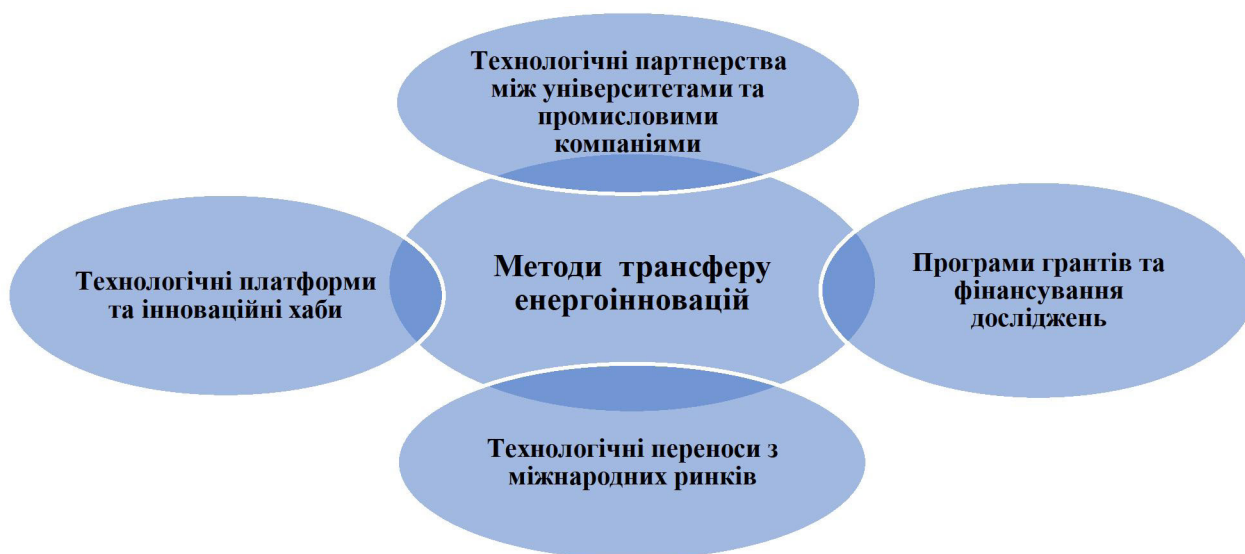 Технологічні партнерства
між університетами та
промисловими
компаніями
Технологічні платформи
та інноваційні хаби
Методи трансферу
енергоінновацій
Програми грантів та
фінансування
досліджень
Технологічні переноси з
міжнародних ринків